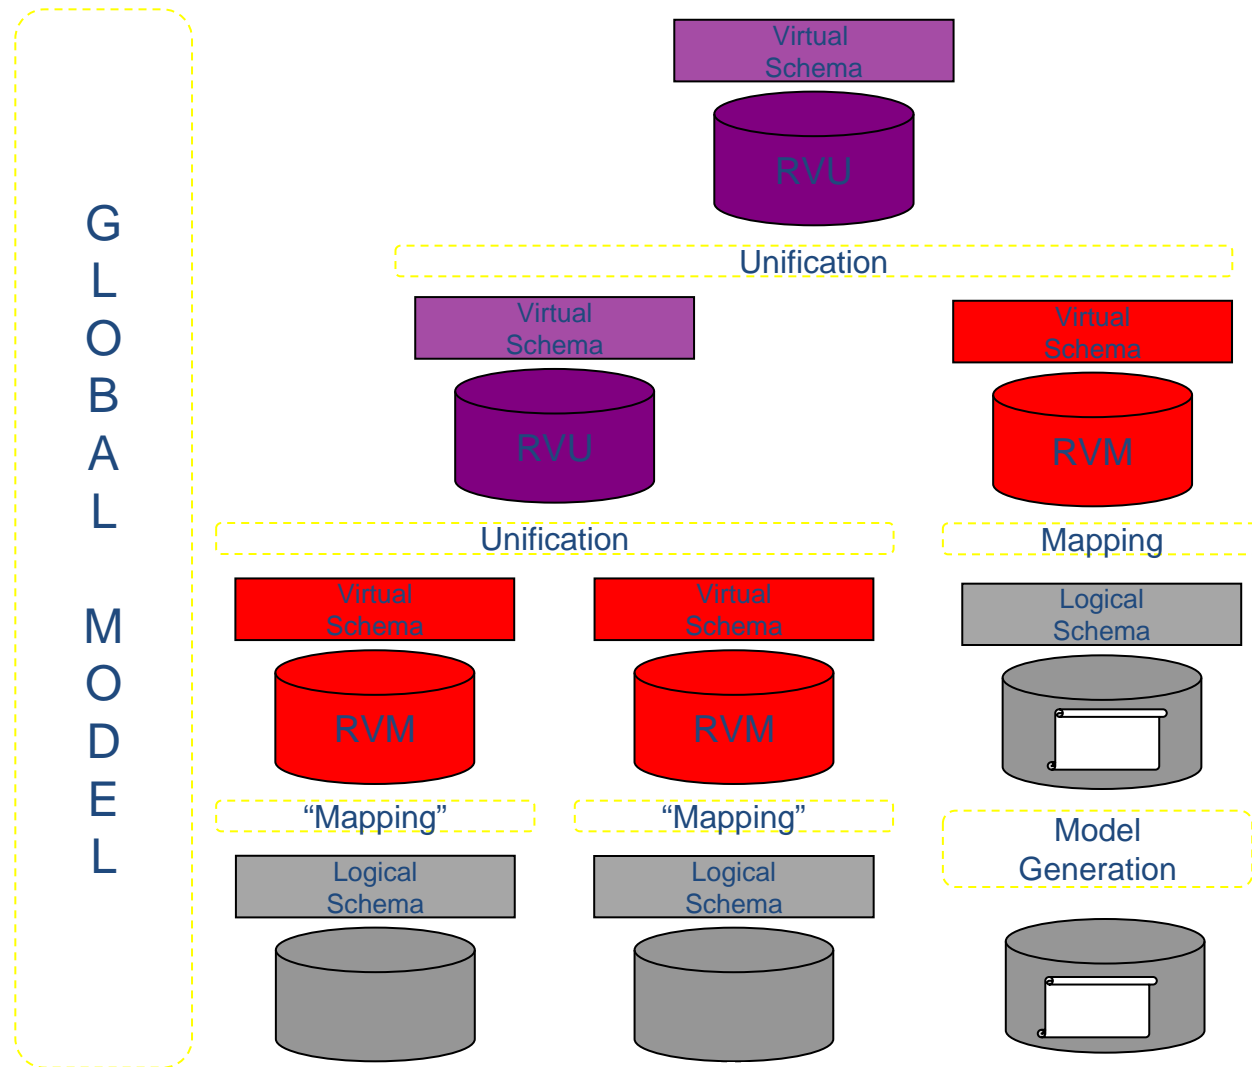 G
L
O
B
A
L
M
O
D
E
L
Virtual
Schema
RVU
Unification
Virtual
Schema
RVU
Virtual
Schema
RVM
Unification
Mapping
Virtual
Schema
RVM
Virtual
Schema
RVM
Logical
Schema
“Mapping”
“Mapping”
Model
Generation
Logical
Schema
Logical
Schema